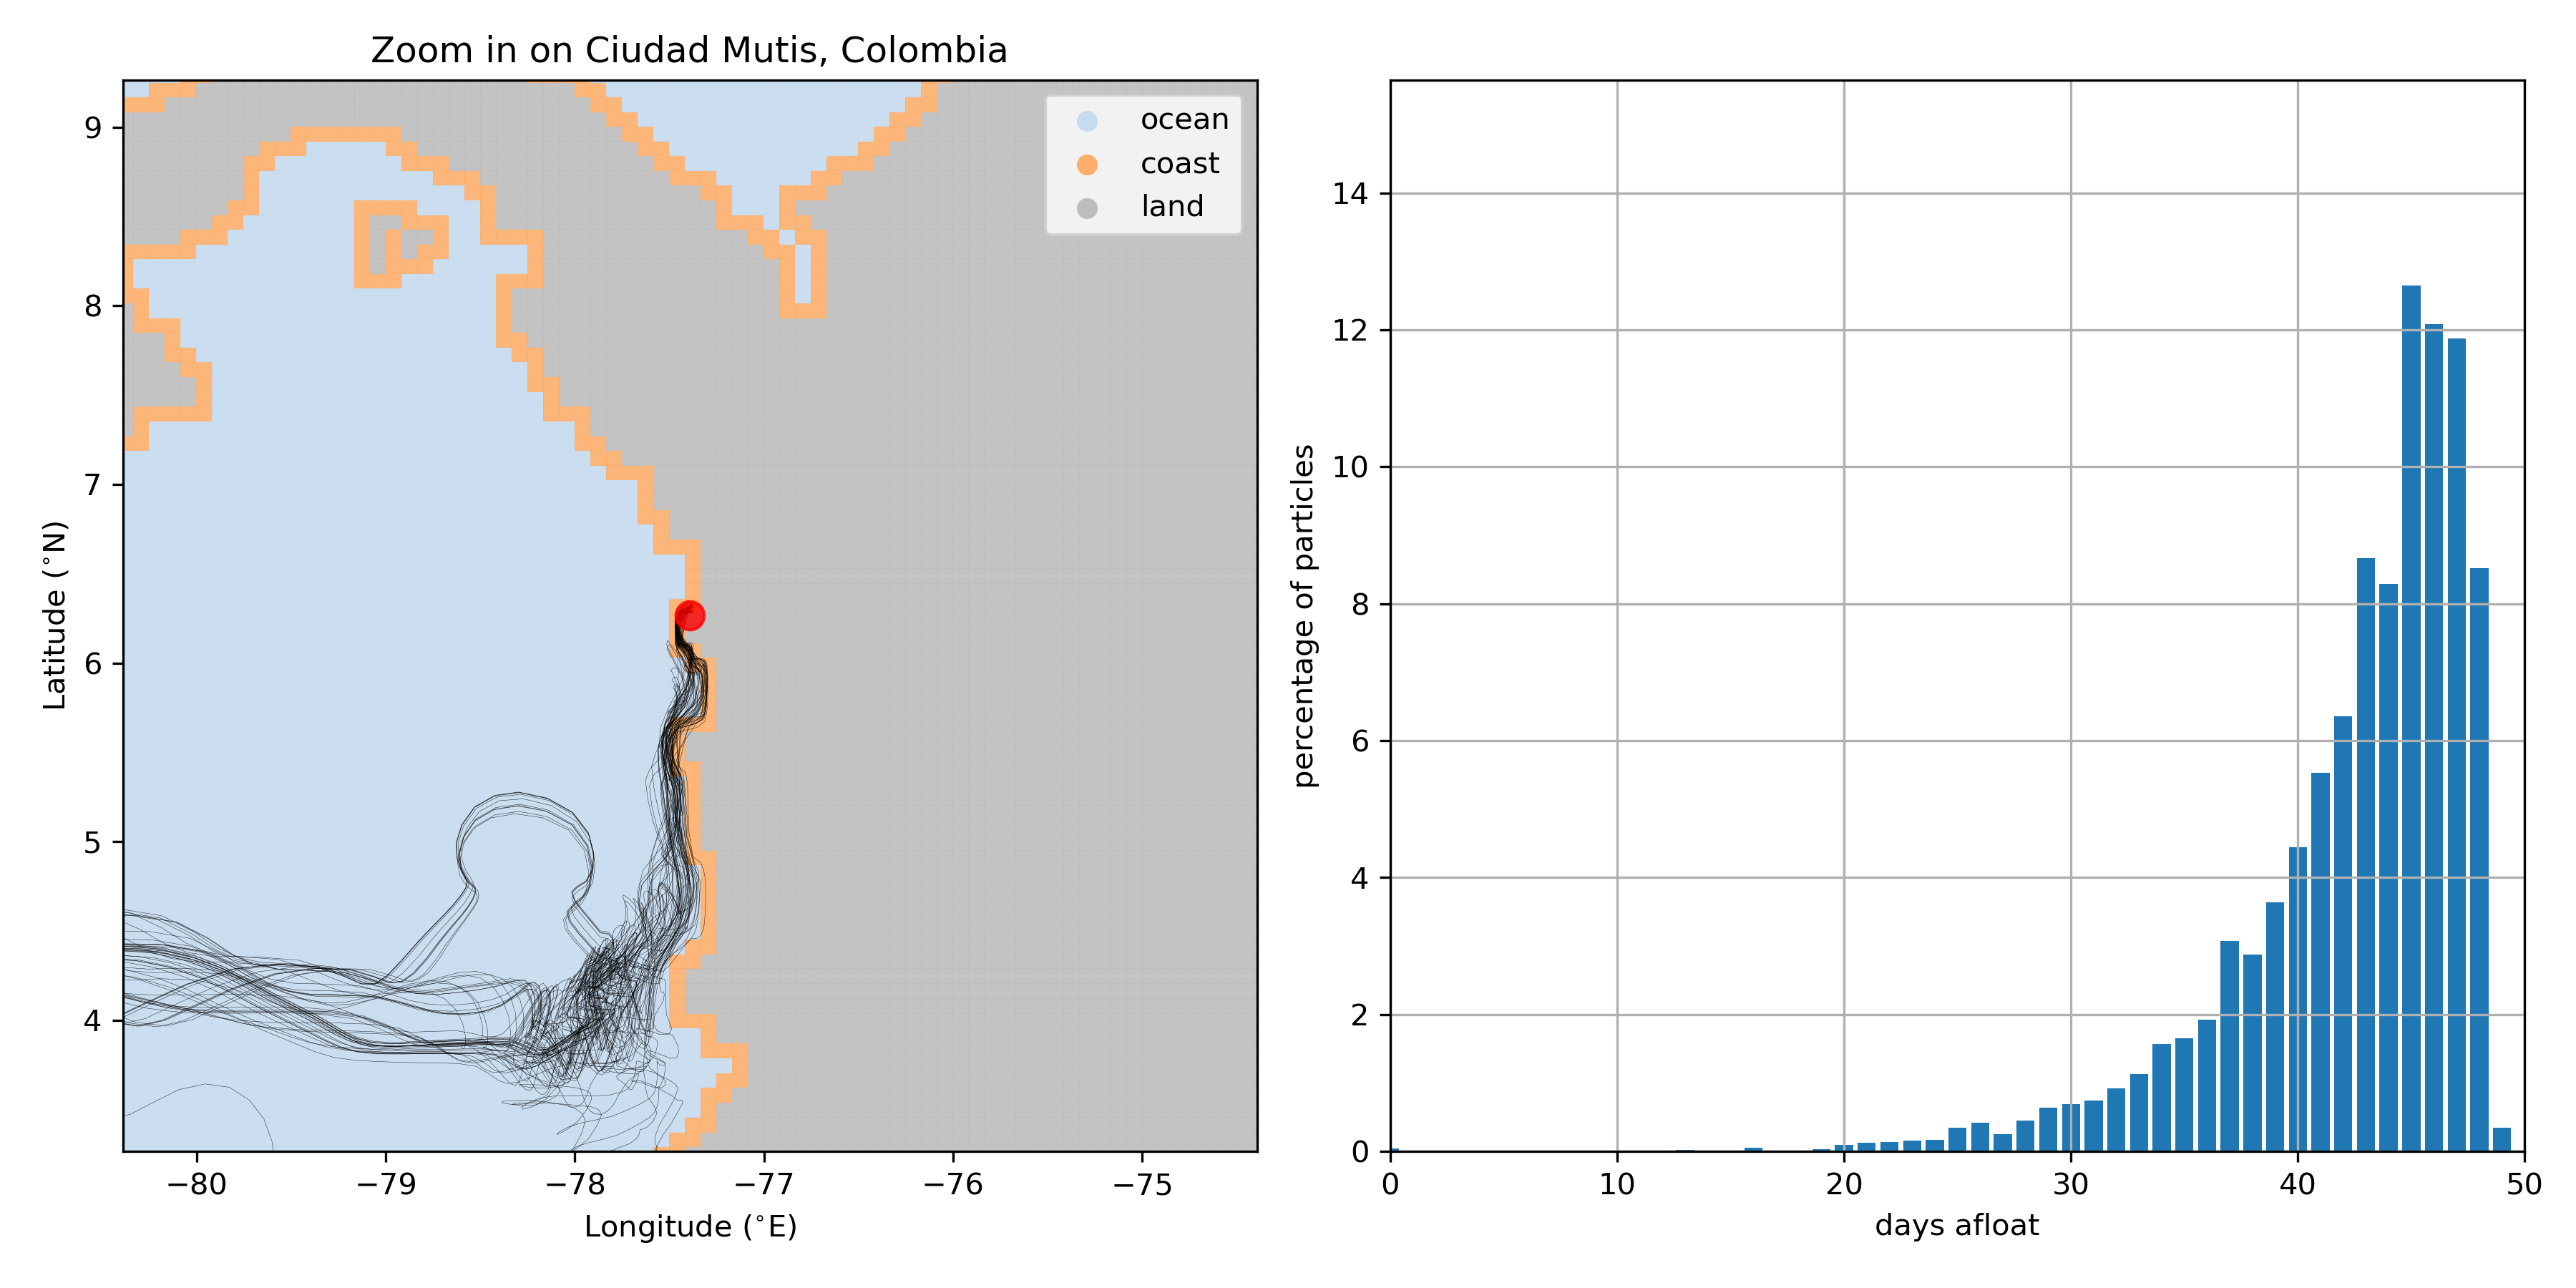 Zoom in on Ciudad Mutis, Colombia
ocean
coast
land
9
8
7
6
5
4
Latitude (°N)
−80 −79 −78 −77 −76 −75
Longitude (°E)
14
12
10
8
6
4
2
0
percentage of particles
0 10 20 30 40 50
days afloat